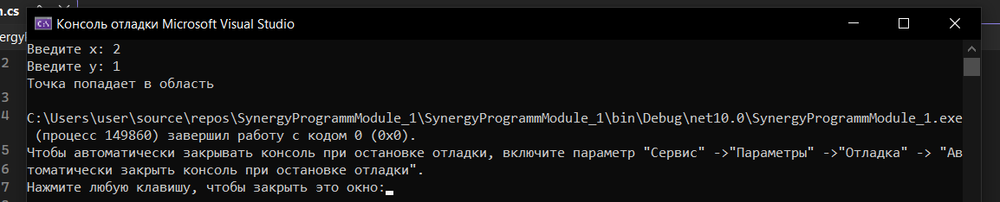 n.cs
Консоль отладки Microsoft Visual Studio
nergyl
Введите x: 2
2
Введите y: 1
Точка попадает в область
3
4
C:\Users\user\source\repos\SynergyProgrammModule_1\SynergyProgrammModule_1\bin\Debug\net10.0\SynergyProgrammModule_1.exe
(процесс 149860) завершил работу с кодом 0 (0x0).
5
Чтобы автоматически закрывать консоль при остановке отладки, включите параметр "Сервис" ->"Параметры" ->"Отладка" -> "Ав
6
томатически закрыть консоль при остановке отладки".
7
Нажмите любую клавишу, чтобы закрыть это окно: